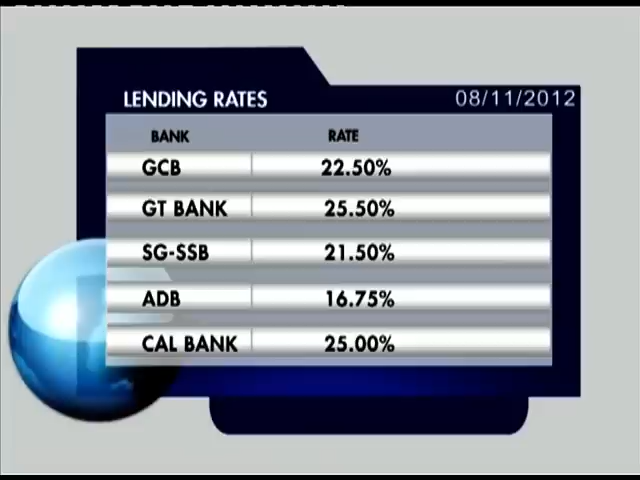 LENDING RATES 08/11/2012
BANK RATE
GCB 22.50%
GT BANK 25.50%
SG-SSB 21.50%
ADB 16.75%
CAL BANK 25.00%